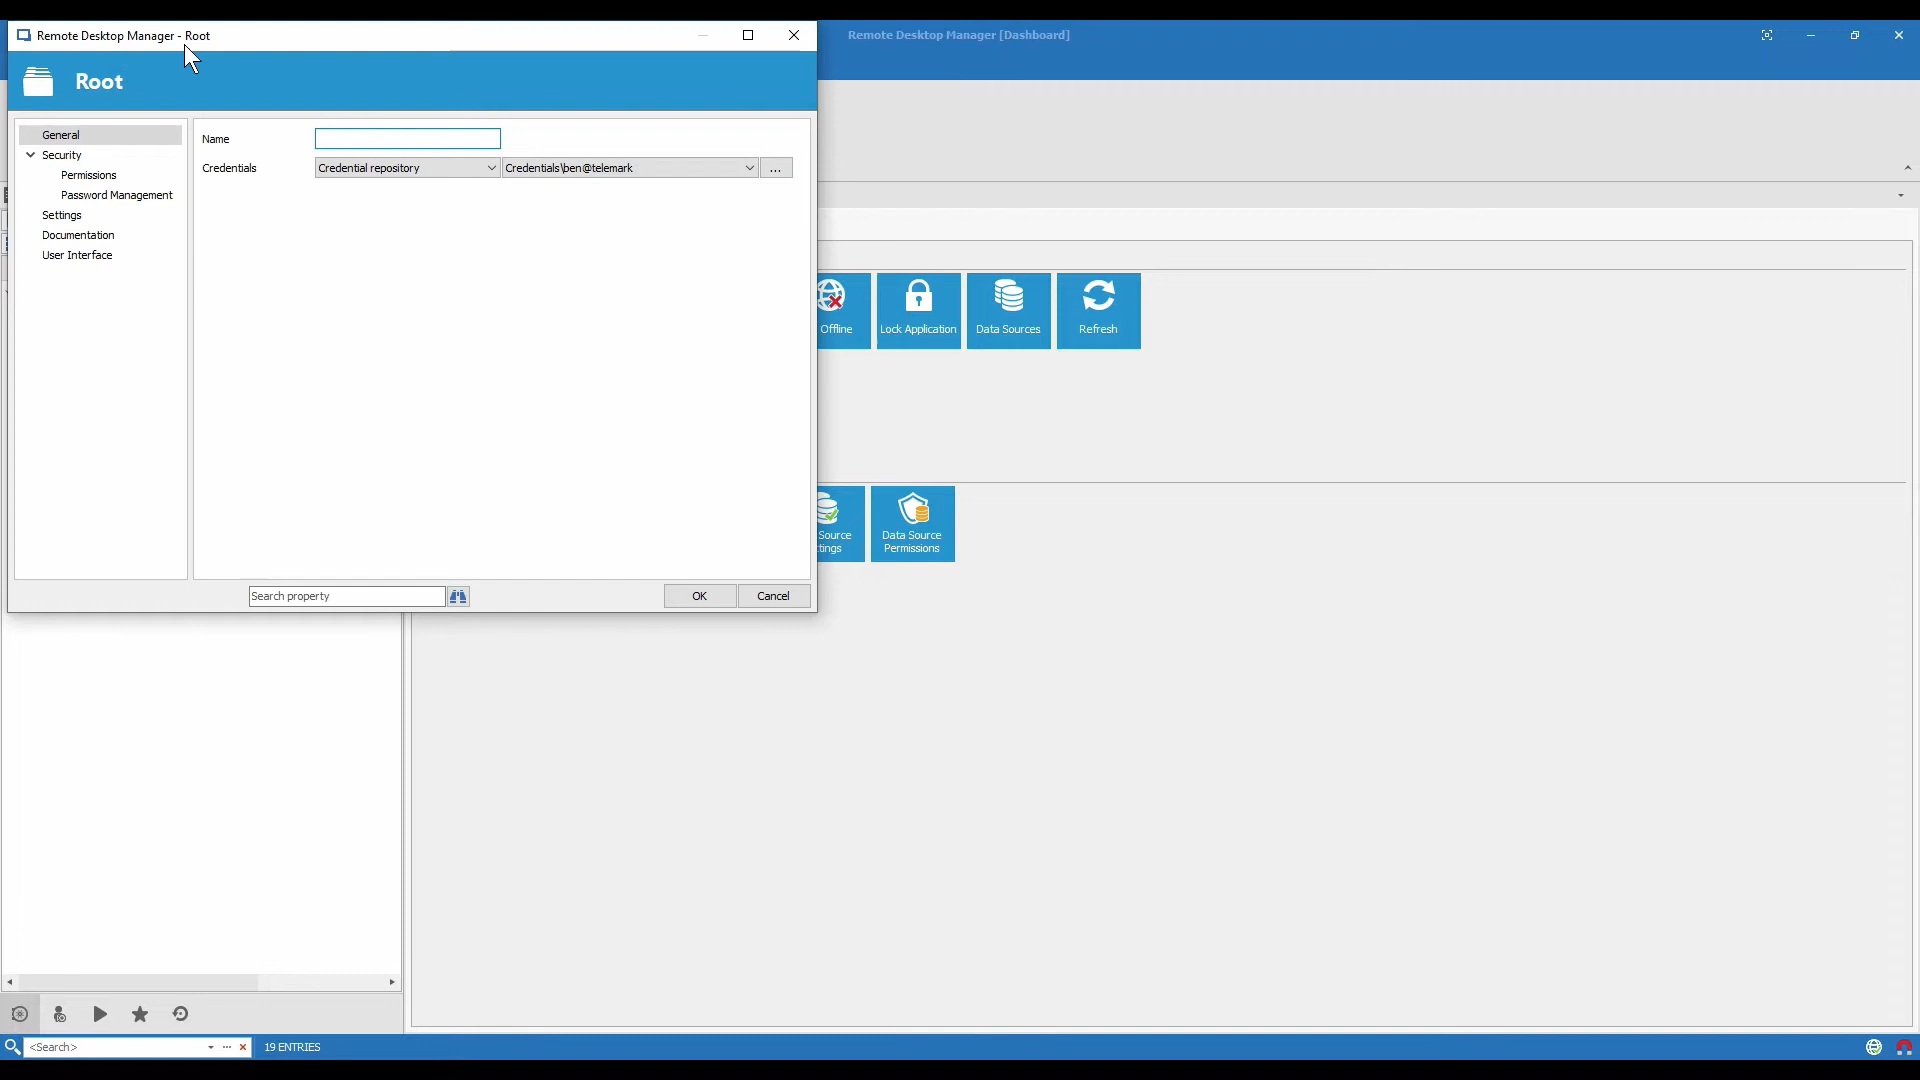 Remote Desktop Manager - Root
Remote Desktop Manager [Dashboard]
Root
General
Security
Permissions
Password Management
Settings
Documentation
User Interface
Name
Credentials
Credential repository
Credentials\ben@telemark
...
Search property
OK
Cancel
Offline
Lock Application
Data Sources
Refresh
Source
tings
Data Source
Permissions
<Search>
19 ENTRIES